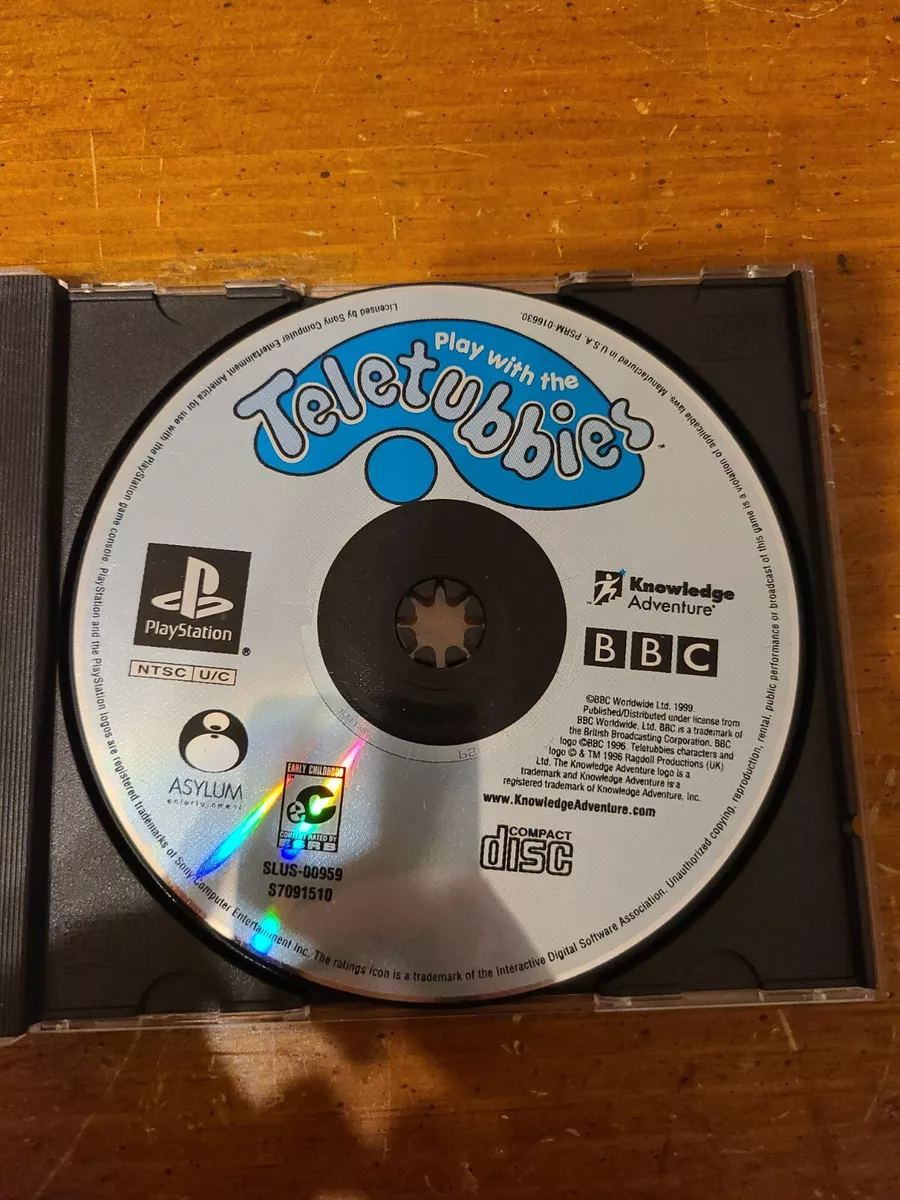 Play with the
Teletubbies
PlayStation
®
NTSC U/C
ASYLUM
entertainment
EARLY CHILDHOOD
CONTENT RATED BY
ESRB
SLUS-00959
S7091510
Knowledge
Adventure®
BBC
©BBC Worldwide Ltd. 1999.
Published/Distributed under license from
BBC Worldwide, Ltd. BBC is a trademark of
the British Broadcasting Corporation. BBC
logo ©BBC 1996. Teletubbies characters and
logo © & TM 1996 Ragdoll Productions (UK)
Ltd. The Knowledge Adventure logo is a
trademark and Knowledge Adventure is a
registered trademark of Knowledge Adventure, Inc.
www.KnowledgeAdventure.com
COMPACT
disc
Licensed by Sony Computer Entertainment America for use with the PlayStation game console. PlayStation and the PlayStation logos are registered trademarks of Sony Computer Entertainment Inc. The ratings icon is a trademark of the Interactive Digital Software Association. Unauthorized copying, reproduction, rental, public performance or broadcast of this game is a violation of applicable laws. Manufactured in U.S.A. PSRM-016630.